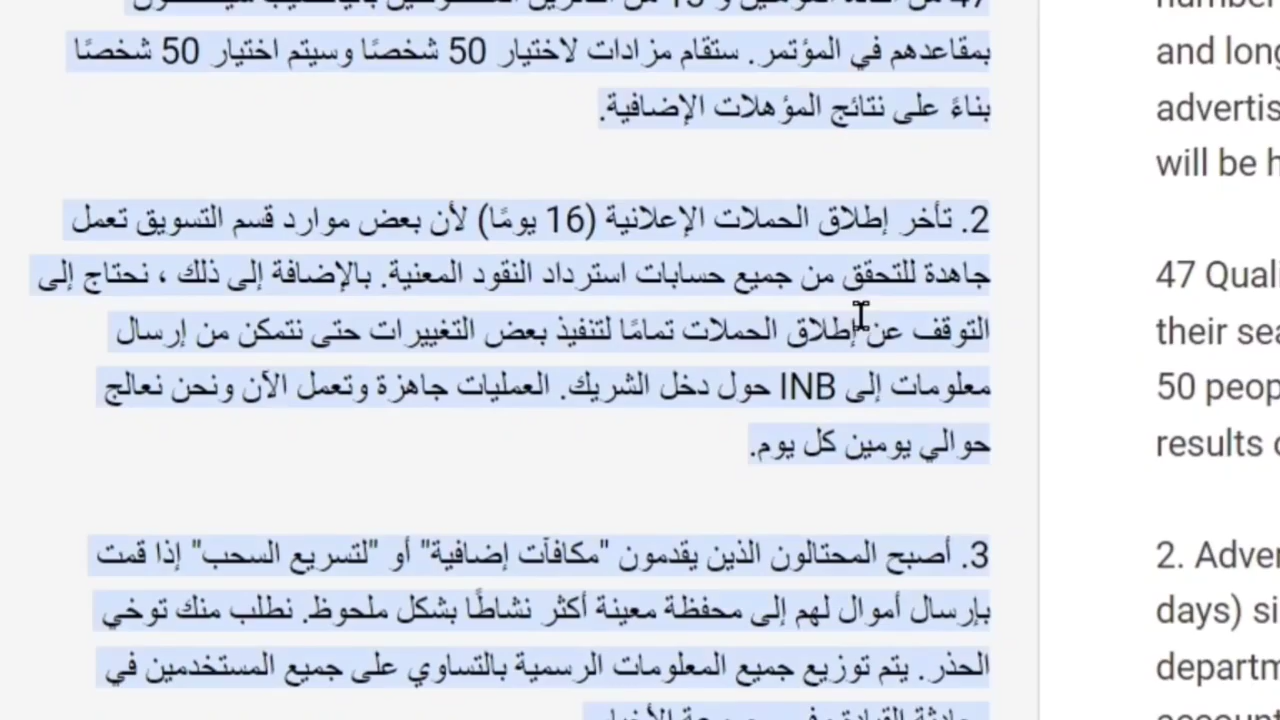 بمقاعدهم في المؤتمر. ستقام مزادات لاختيار 50 شخصًا وسيتم اختيار 50 شخصًا
بناءً على نتائج المؤهلات الإضافية.
2. تأخر إطلاق الحملات الإعلانية (16 يومًا) لأن بعض موارد قسم التسويق تعمل
جاهدة للتحقق من جميع حسابات استرداد النقود المعنية. بالإضافة إلى ذلك ، نحتاج إلى
التوقف عن إطلاق الحملات تمامًا لتنفيذ بعض التغييرات حتى نتمكن من إرسال
معلومات إلى INB حول دخل الشريك. العمليات جاهزة وتعمل الآن ونحن نعالج
حوالي يومين كل يوم.
3. أصبح المحتالون الذين يقدمون "مكافآت إضافية" أو "لتسريع السحب" إذا قمت
بإرسال أموال لهم إلى محفظة معينة أكثر نشاطًا بشكل ملحوظ. نطلب منك توخي
الحذر. يتم توزيع جميع المعلومات الرسمية بالتساوي على جميع المستخدمين في
and long
advertis
will be h
47 Quali
their sea
50 peop
results o
2. Adver
days) si
departm